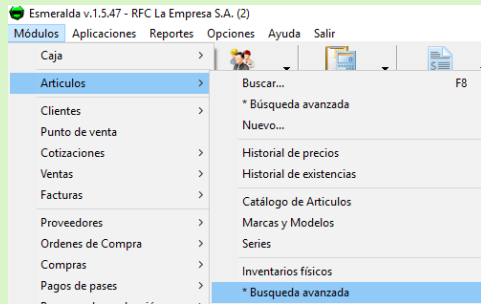 Esmeralda v.1.5.47 - RFC La Empresa S.A. (2)
Módulos Aplicaciones Reportes Opciones Ayuda Salir
Caja
Articulos
Clientes
Punto de venta
Cotizaciones
Ventas
Facturas
Proveedores
Ordenes de Compra
Compras
Pagos de pases
Buscar... F8
* Búsqueda avanzada
Nuevo...
Historial de precios
Historial de existencias
Catálogo de Articulos
Marcas y Modelos
Series
Inventarios físicos
* Busqueda avanzada